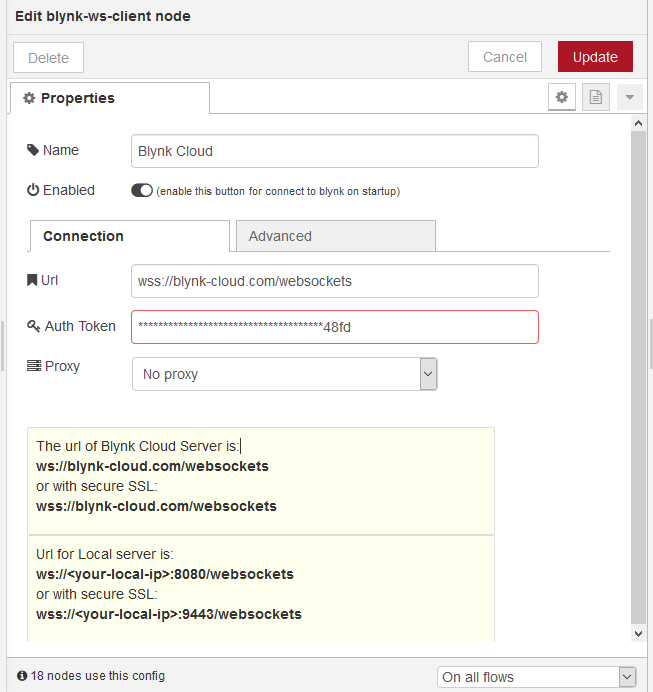 Edit blynk-ws-client node
Delete
Cancel
Update
Properties
Name
Blynk Cloud
Enabled
(enable this button for connect to blynk on startup)
Connection
Advanced
Url
wss://blynk-cloud.com/websockets
Auth Token
*************************************48fd
Proxy
No proxy
The url of Blynk Cloud Server is:
ws://blynk-cloud.com/websockets
or with secure SSL:
wss://blynk-cloud.com/websockets
Url for Local server is:
ws://<your-local-ip>:8080/websockets
or with secure SSL:
wss://<your-local-ip>:9443/websockets
18 nodes use this config
On all flows